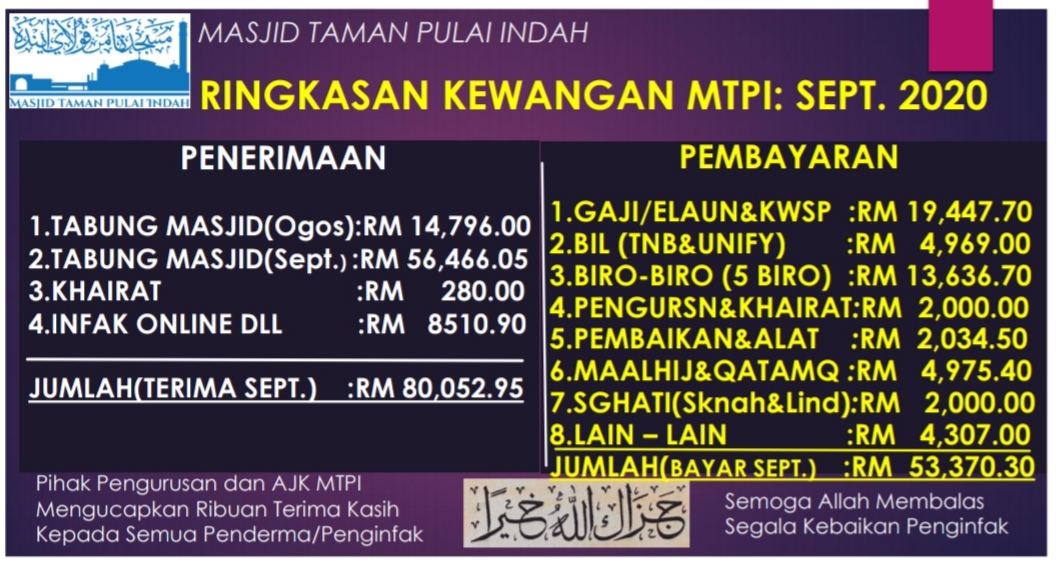 مسجد تامن ڤولاي اينده
MASJID TAMAN PULAI INDAH
MASJID TAMAN PULAI INDAH
RINGKASAN KEWANGAN MTPI: SEPT. 2020
PENERIMAAN
1.TABUNG MASJID(Ogos):RM 14,796.00
2.TABUNG MASJID(Sept.):RM 56,466.05
3.KHAIRAT :RM 280.00
4.INFAK ONLINE DLL :RM 8510.90
JUMLAH(TERIMA SEPT.) :RM 80,052.95
PEMBAYARAN
1.GAJI/ELAUN&KWSP :RM 19,447.70
2.BIL (TNB&UNIFY) :RM 4,969.00
3.BIRO-BIRO (5 BIRO) :RM 13,636.70
4.PENGURSN&KHAIRAT:RM 2,000.00
5.PEMBAIKAN&ALAT :RM 2,034.50
6.MAALHIJ&QATAMQ :RM 4,975.40
7.SGHATI(Sknah&Lind):RM 2,000.00
8.LAIN – LAIN :RM 4,307.00
JUMLAH(BAYAR SEPT.) :RM 53,370.30
Pihak Pengurusan dan AJK MTPI
Mengucapkan Ribuan Terima Kasih
Kepada Semua Penderma/Penginfak
جزاك الله خيرا
Semoga Allah Membalas
Segala Kebaikan Penginfak